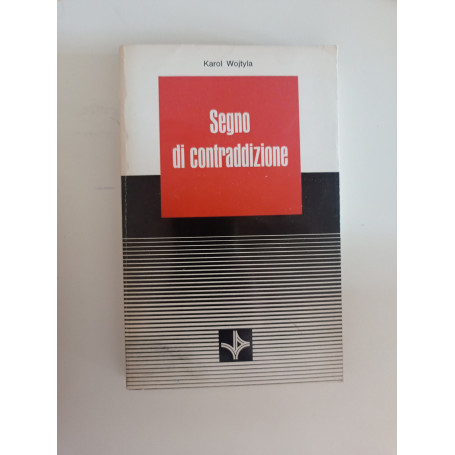 Karol Wojtyla
Segno
di contraddizione